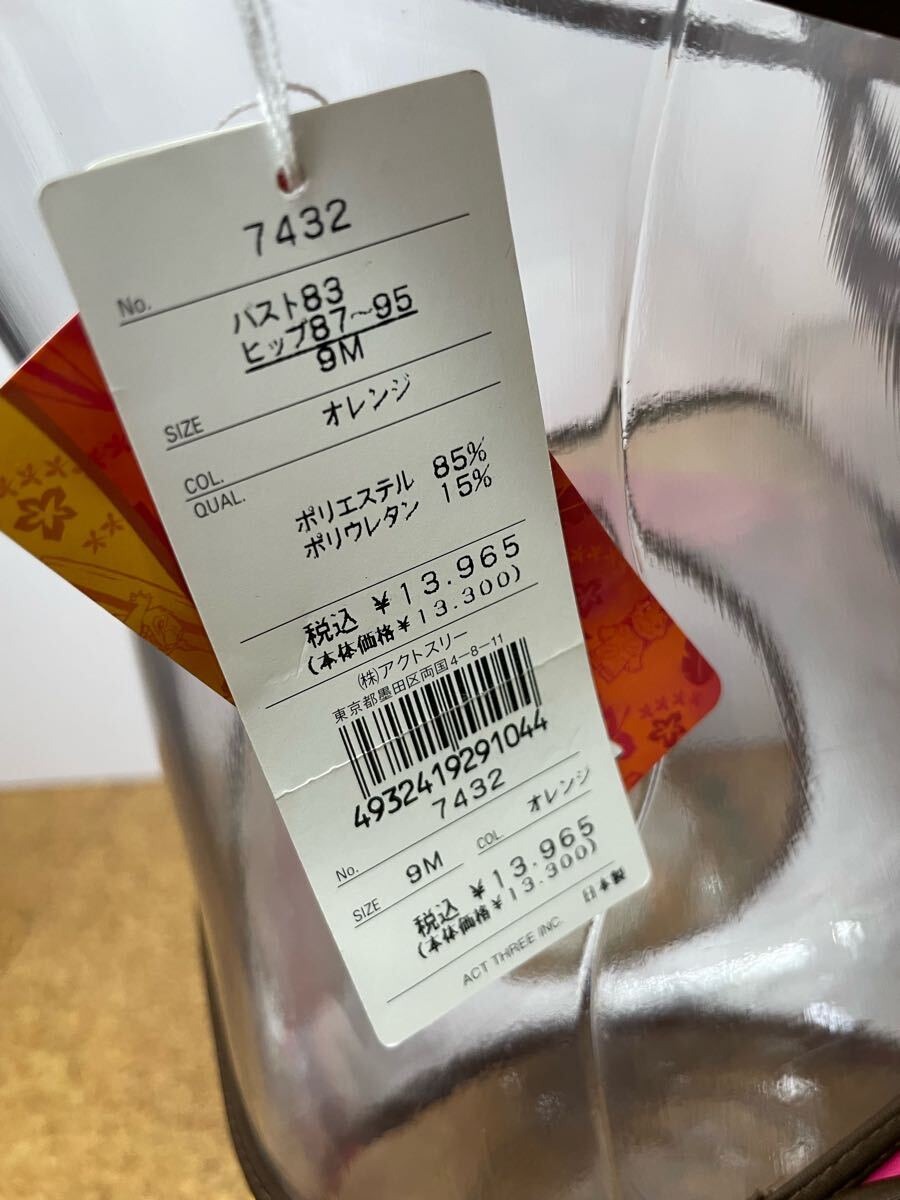 7432
No.
バスト83
ヒップ87〜95
9M
SIZE
オレンジ
COL.
QUAL.
ポリエステル 85%
ポリウレタン 15%
税込 ¥13.965
(本体価格¥13.300)
(株)アクトスリー
東京都墨田区両国4-8-11
4932419291044
7432
No.
9M
COL. オレンジ
SIZE
税込 ¥13.965
(本体価格¥13.300)
ACT THREE INC.